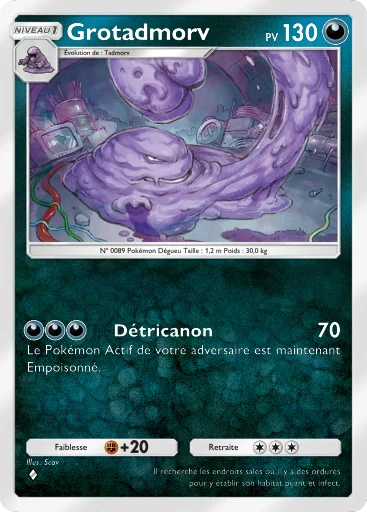 NIVEAU 1
Grotadmorv
PV 130
Évolution de : Tadmorv
N° 0089 Pokémon Dégueu Taille : 1,2 m Poids : 30,0 kg
Détricanon 70
Le Pokémon Actif de votre adversaire est maintenant
Empoisonné.
Faiblesse +20
Retraite
Illus. Scav
Il recherche les endroits sales où il y a des ordures
pour y établir son habitat puant et infect.